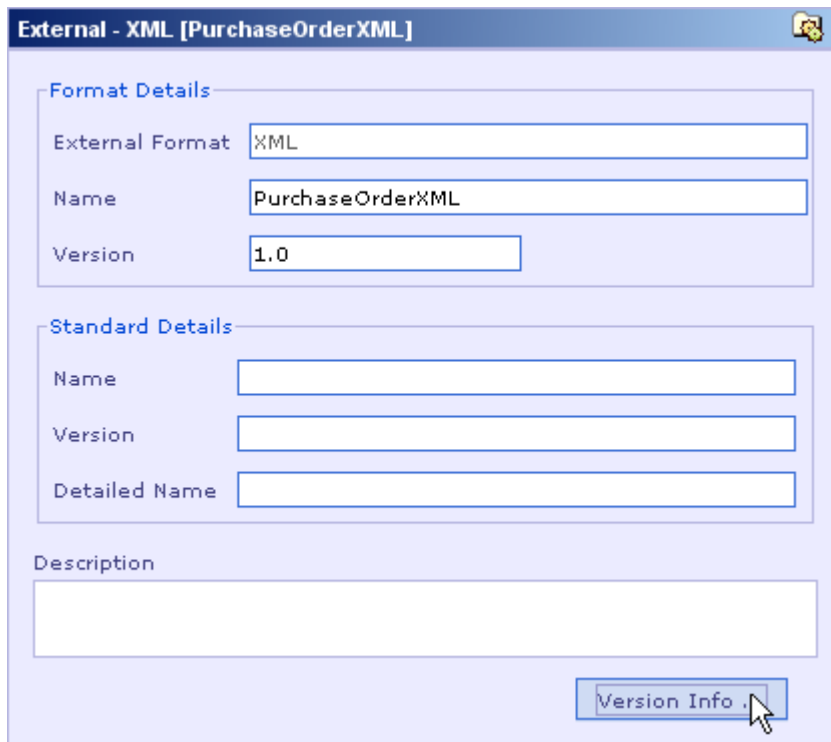 External - XML [PurchaseOrderXML]
Format Details
External Format XML
Name PurchaseOrderXML
Version 1.0
Standard Details
Name
Version
Detailed Name
Description
Version Info .